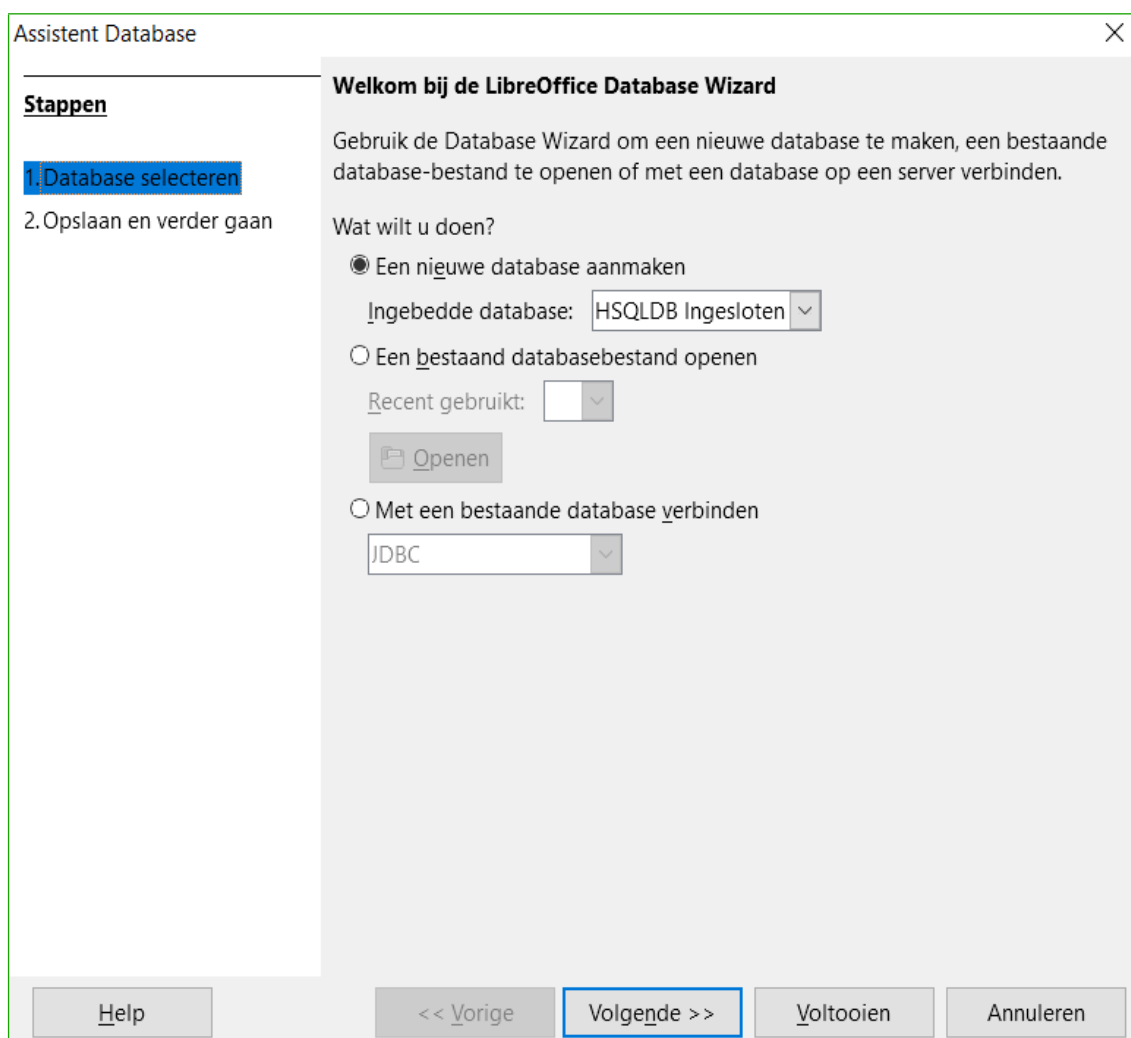 Assistent Database
Stappen
1. Database selecteren
2. Opslaan en verder gaan
Welkom bij de LibreOffice Database Wizard
Gebruik de Database Wizard om een nieuwe database te maken, een bestaande
database-bestand te openen of met een database op een server verbinden.
Wat wilt u doen?
Een nieuwe database aanmaken
Ingebedde database: HSQLDB Ingesloten
Een bestaand databasebestand openen
Recent gebruikt:
Openen
Met een bestaande database verbinden
JDBC
Help << Vorige Volgende >> Voltooien Annuleren